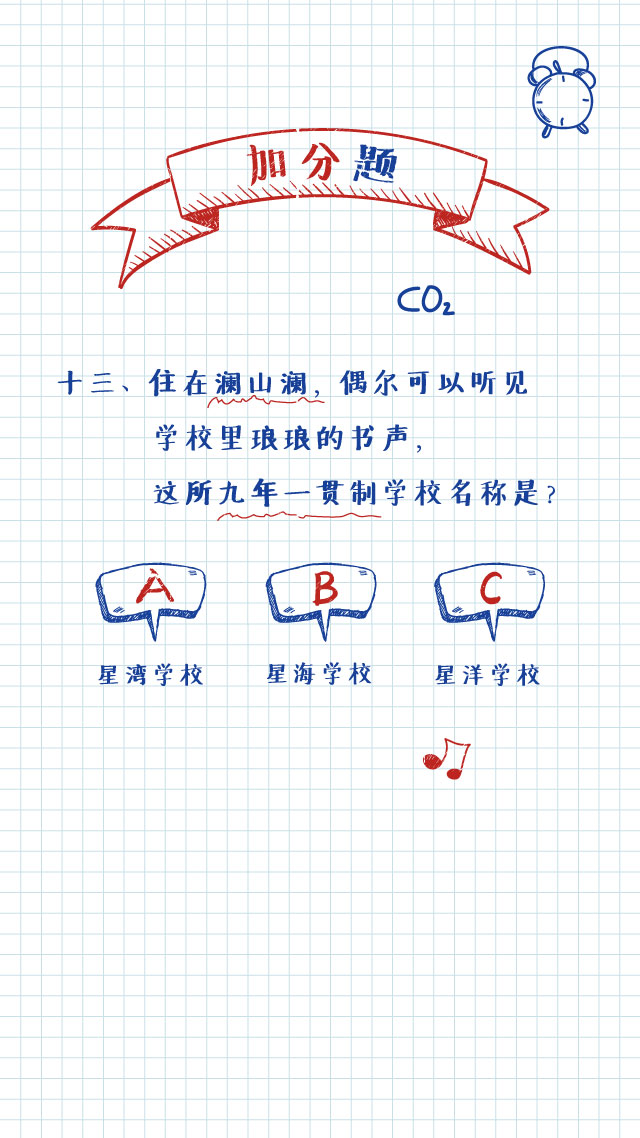 加分题
CO₂
十三、住在澜山澜，偶尔可以听见
学校里琅琅的书声，
这所九年一贯制学校名称是？
A B C
星湾学校 星海学校 星洋学校